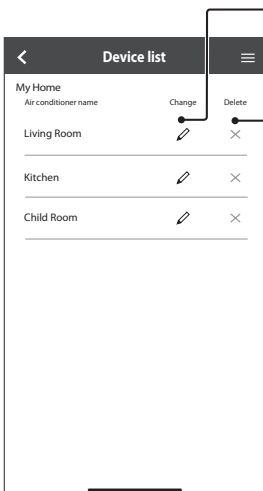 Device list
My Home
Air conditioner name Change Delete
Living Room
Kitchen
Child Room